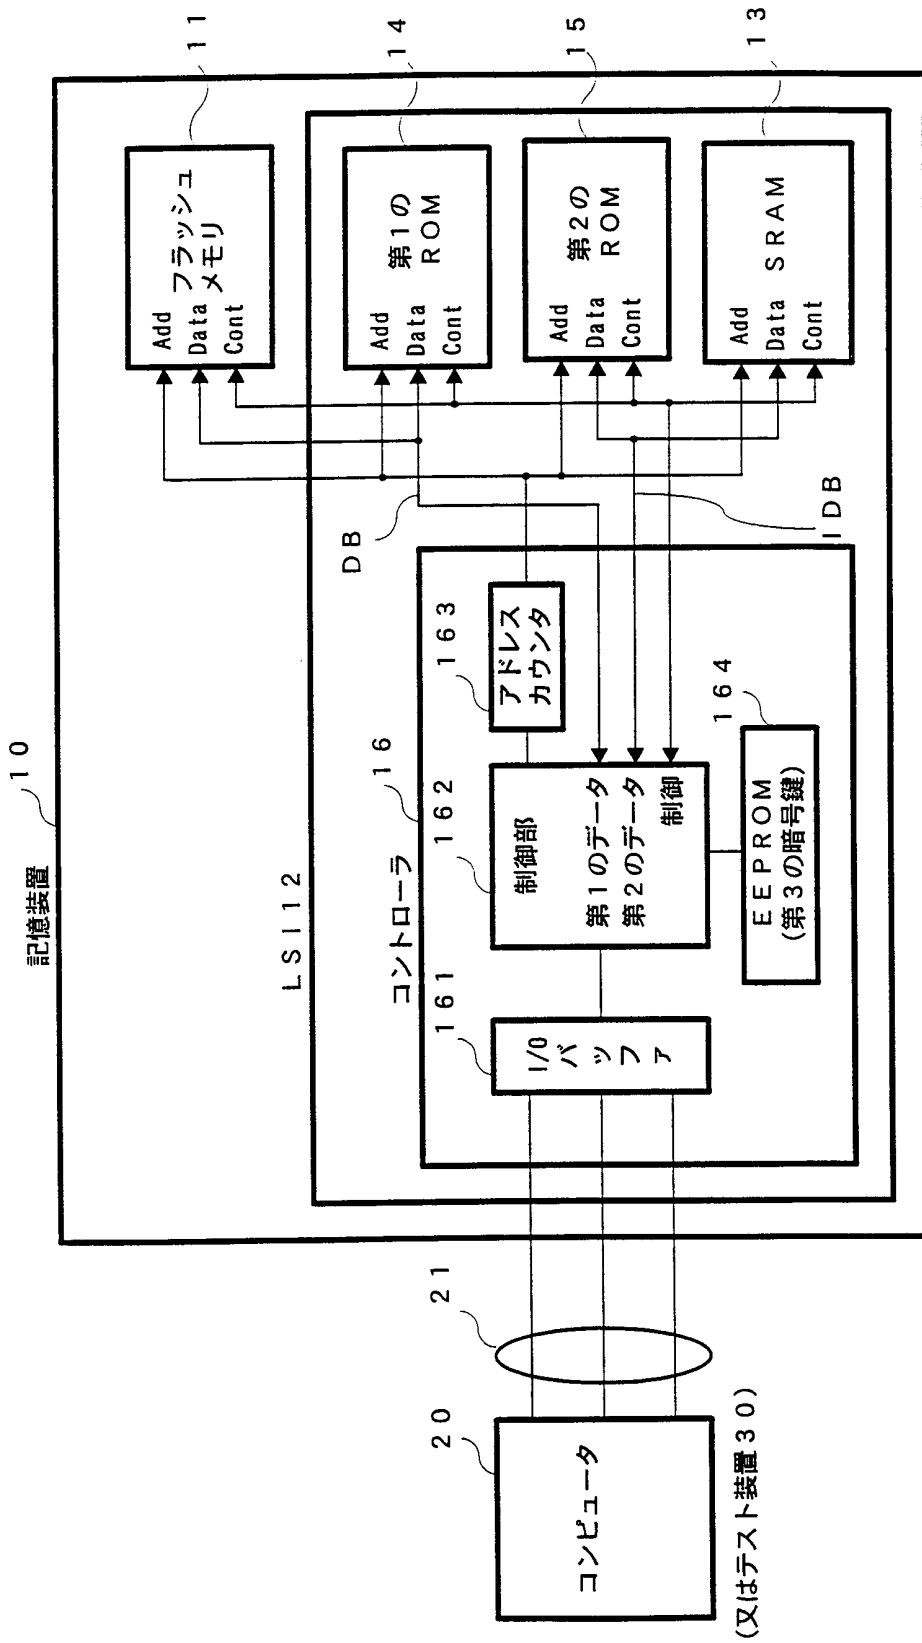 記憶装置
10
フラッシュ
メモリ
Add
Data
Cont
11
LSI12
第1の
ROM
Add
Data
Cont
14
DB
コントローラ
16
161
I/O
バッファ
162
制御部
第1のデータ
第2のデータ
制御
163
アドレス
カウンタ
第2の
ROM
Add
Data
Cont
15
164
EEPROM
(第3の暗号鍵)
SRAM
Add
Data
Cont
13
IDB
20
コンピュータ
21
(又はテスト装置30)